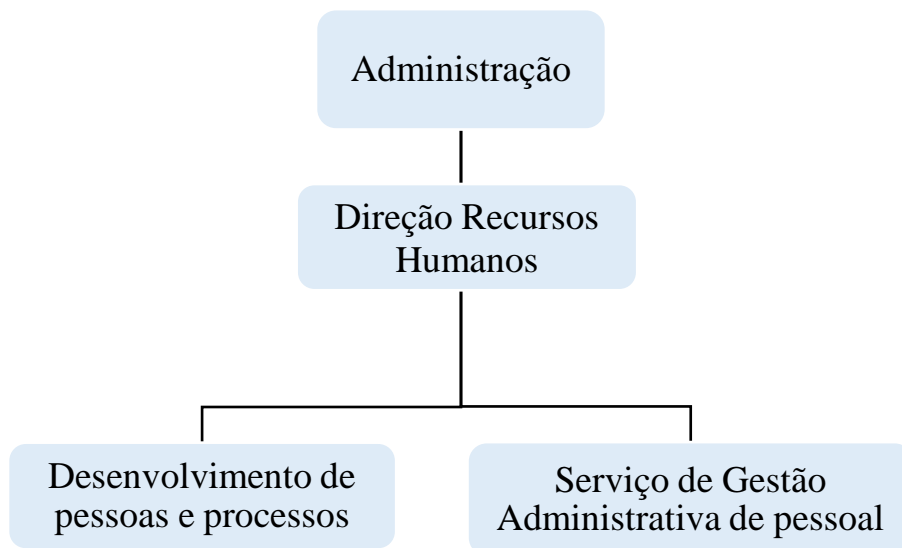 Administração
Direção Recursos
Humanos
Desenvolvimento de
pessoas e processos
Serviço de Gestão
Administrativa de pessoal